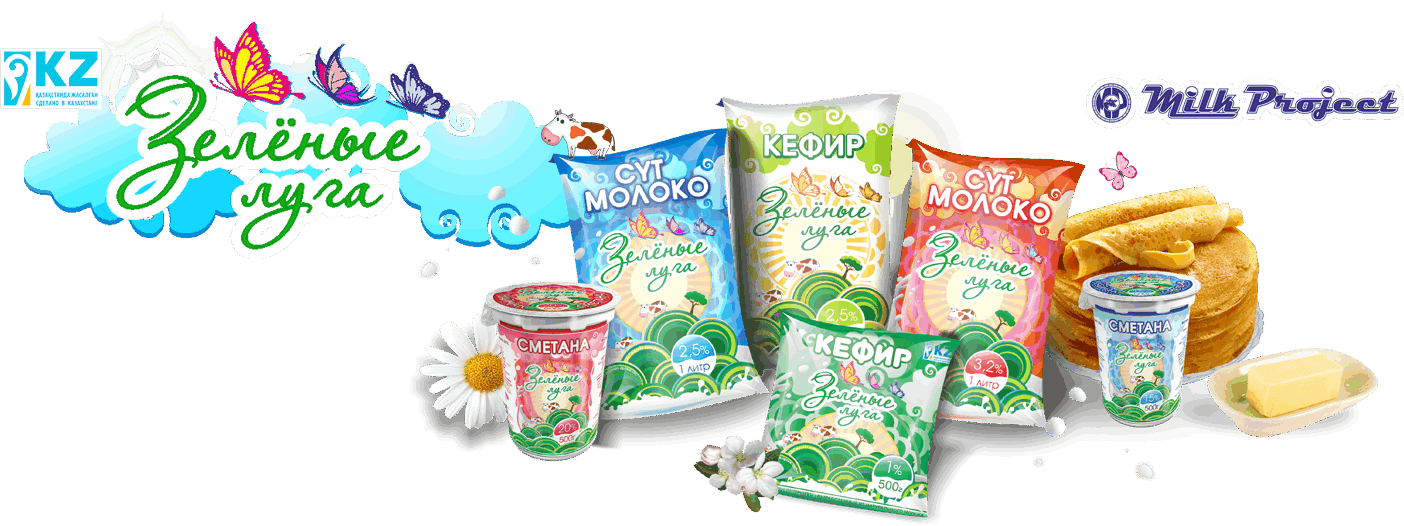 KZ
ҚАЗАҚСТАНДА ЖАСАЛҒАН
СДЕЛАНО В КАЗАХСТАНЕ
Зелёные
луга
Milk Project
СҮТ
МОЛОКО
Зелёные
луга
2,5%
1 литр
КЕФИР
Зелёные
луга
2,5%
СҮТ
МОЛОКО
Зелёные
луга
3,2%
1 литр
СМЕТАНА
Зелёные
луга
20%
500г
КЕФИР
KZ
Зелёные
луга
1%
500г
СМЕТАНА
Зелёные
луга
15%
500г